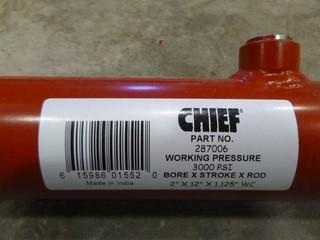 CHIEF
PART NO.
287006
WORKING PRESSURE
3000 PSI
BORE X STROKE X ROD
2" X 12" X 1.125" WC
6 15986 01552 0
Made in India